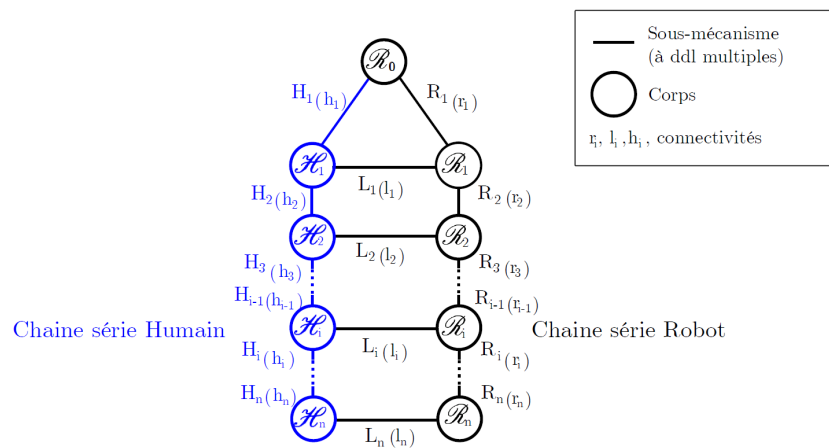 ℛ₀
H₁(h₁)
R₁(r₁)
ℋ₁
L₁(l₁)
ℛ₁
H₂(h₂)
R₂(r₂)
ℋ₂
L₂(l₂)
ℛ₂
H₃(h₃)
R₃(r₃)
Hᵢ₋₁(hᵢ₋₁)
Rᵢ₋₁(rᵢ₋₁)
Chaine série Humain
ℋᵢ
Lᵢ(lᵢ)
ℛᵢ
Chaine série Robot
Hᵢ(hᵢ)
Rᵢ(rᵢ)
Hₙ(hₙ)
Rₙ(rₙ)
ℋₙ
Lₙ(lₙ)
ℛₙ
Sous-mécanisme
(à ddl multiples)
Corps
rᵢ, lᵢ,hᵢ, connectivités